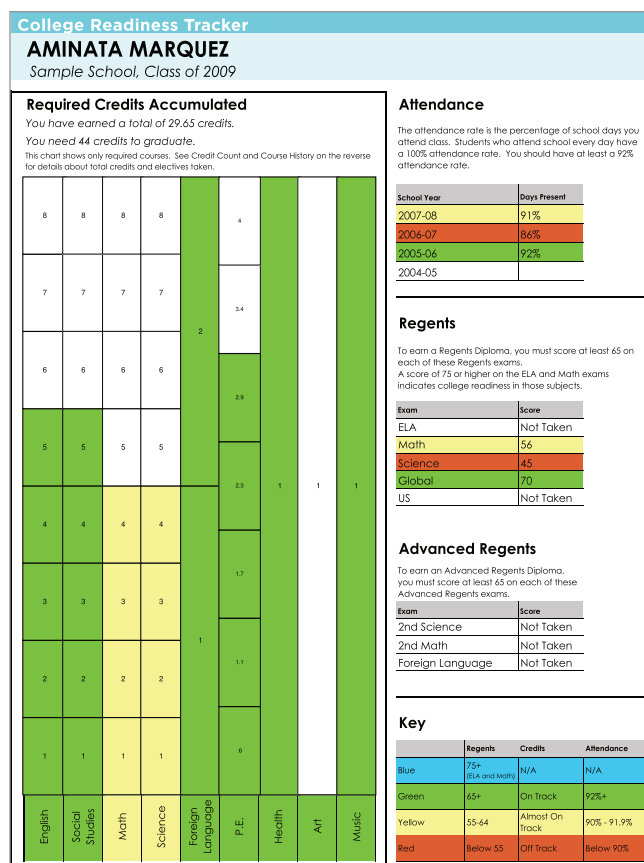 College Readiness Tracker
AMINATA MARQUEZ
Sample School, Class of 2009
Required Credits Accumulated
You have earned a total of 29.65 credits.
You need 44 credits to graduate.
This chart shows only required courses. See Credit Count and Course History on the reverse
for details about total credits and electives taken.
8 8 8 8 4
7 7 7 7 3.4
2
6 6 6 6
2.9
5 5 5 5
2.3 1 1 1
4 4 4 4
1.7
3 3 3 3
1 1.1
2 2 2 2
1 1 1 1 .6
English
Social
Studies
Math
Science
Foreign
Language
P.E.
Health
Art
Music
Attendance
The attendance rate is the percentage of school days you
attend class. Students who attend school every day have
a 100% attendance rate. You should have at least a 92%
attendance rate.
School Year Days Present
2007-08 91%
2006-07 86%
2005-06 92%
2004-05
Regents
To earn a Regents Diploma, you must score at least 65 on
each of these Regents exams.
A score of 75 or higher on the ELA and Math exams
indicates college readiness in those subjects.
Exam Score
ELA Not Taken
Math 56
Science 45
Global 70
US Not Taken
Advanced Regents
To earn an Advanced Regents Diploma,
you must score at least 65 on each of these
Advanced Regents exams.
Exam Score
2nd Science Not Taken
2nd Math Not Taken
Foreign Language Not Taken
Key
Regents Credits Attendance
Blue 75+ N/A N/A
(ELA and Math)
Green 65+ On Track 92%+
Yellow 55-64 Almost On 90% - 91.9%
Track
Red Below 55 Off Track Below 90%